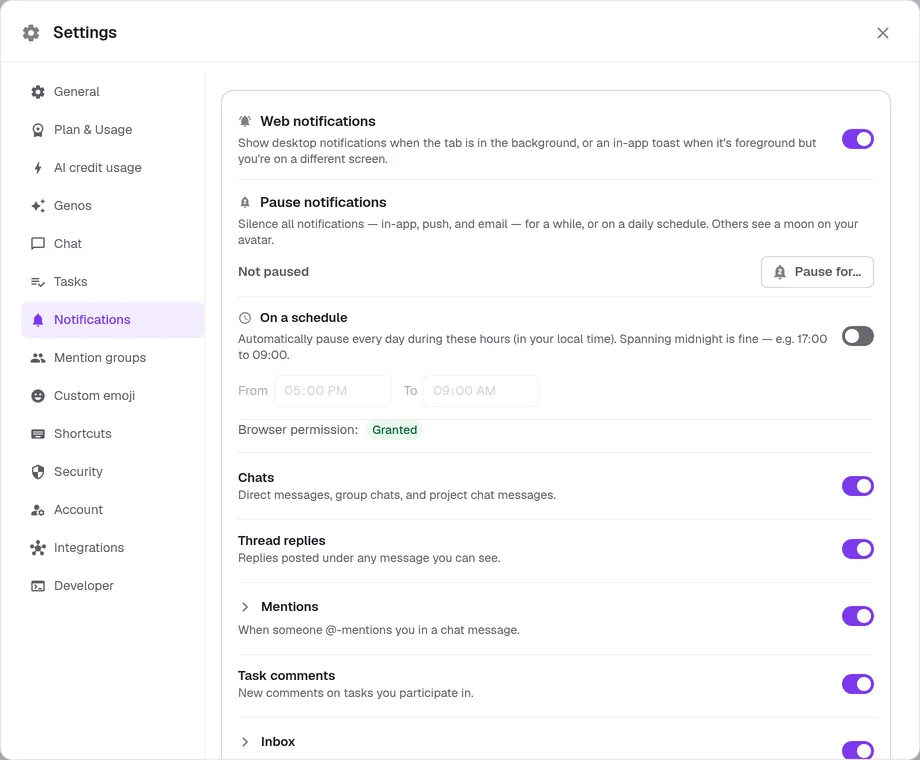 Settings
General
Plan & Usage
AI credit usage
Genos
Chat
Tasks
Notifications
Mention groups
Custom emoji
Shortcuts
Security
Account
Integrations
Developer
Web notifications
Show desktop notifications when the tab is in the background, or an in-app toast when it's foreground but
you're on a different screen.
Pause notifications
Silence all notifications — in-app, push, and email — for a while, or on a daily schedule. Others see a moon on your
avatar.
Not paused
Pause for...
On a schedule
Automatically pause every day during these hours (in your local time). Spanning midnight is fine — e.g. 17:00
to 09:00.
From 05:00 PM To 09:00 AM
Browser permission: Granted
Chats
Direct messages, group chats, and project chat messages.
Thread replies
Replies posted under any message you can see.
Mentions
When someone @-mentions you in a chat message.
Task comments
New comments on tasks you participate in.
Inbox